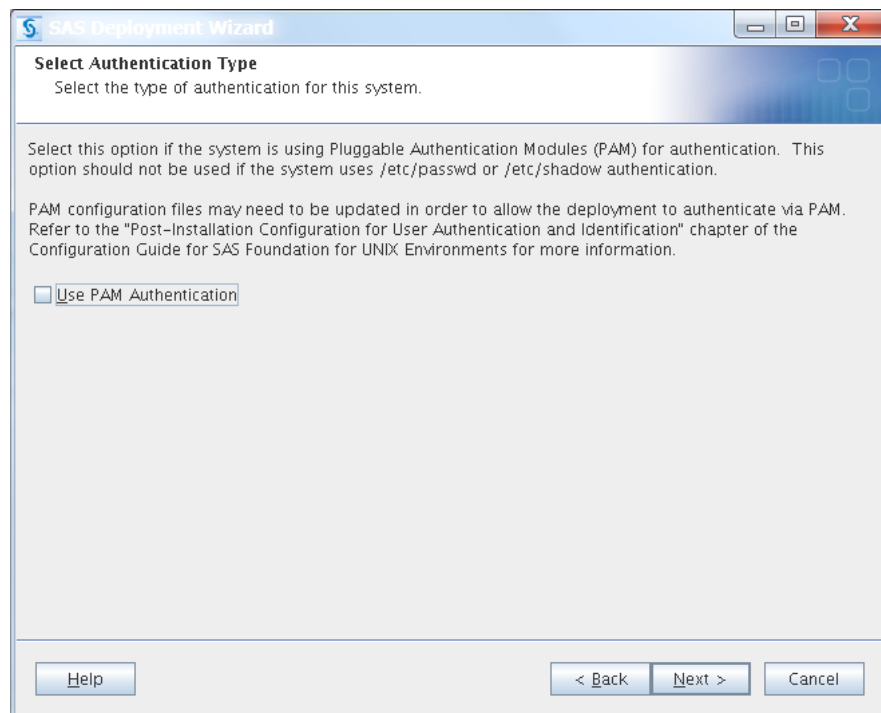 SAS Deployment Wizard
Select Authentication Type
Select the type of authentication for this system.
Select this option if the system is using Pluggable Authentication Modules (PAM) for authentication. This
option should not be used if the system uses /etc/passwd or /etc/shadow authentication.
PAM configuration files may need to be updated in order to allow the deployment to authenticate via PAM.
Refer to the "Post-Installation Configuration for User Authentication and Identification" chapter of the
Configuration Guide for SAS Foundation for UNIX Environments for more information.
Use PAM Authentication
Help
< Back
Next >
Cancel